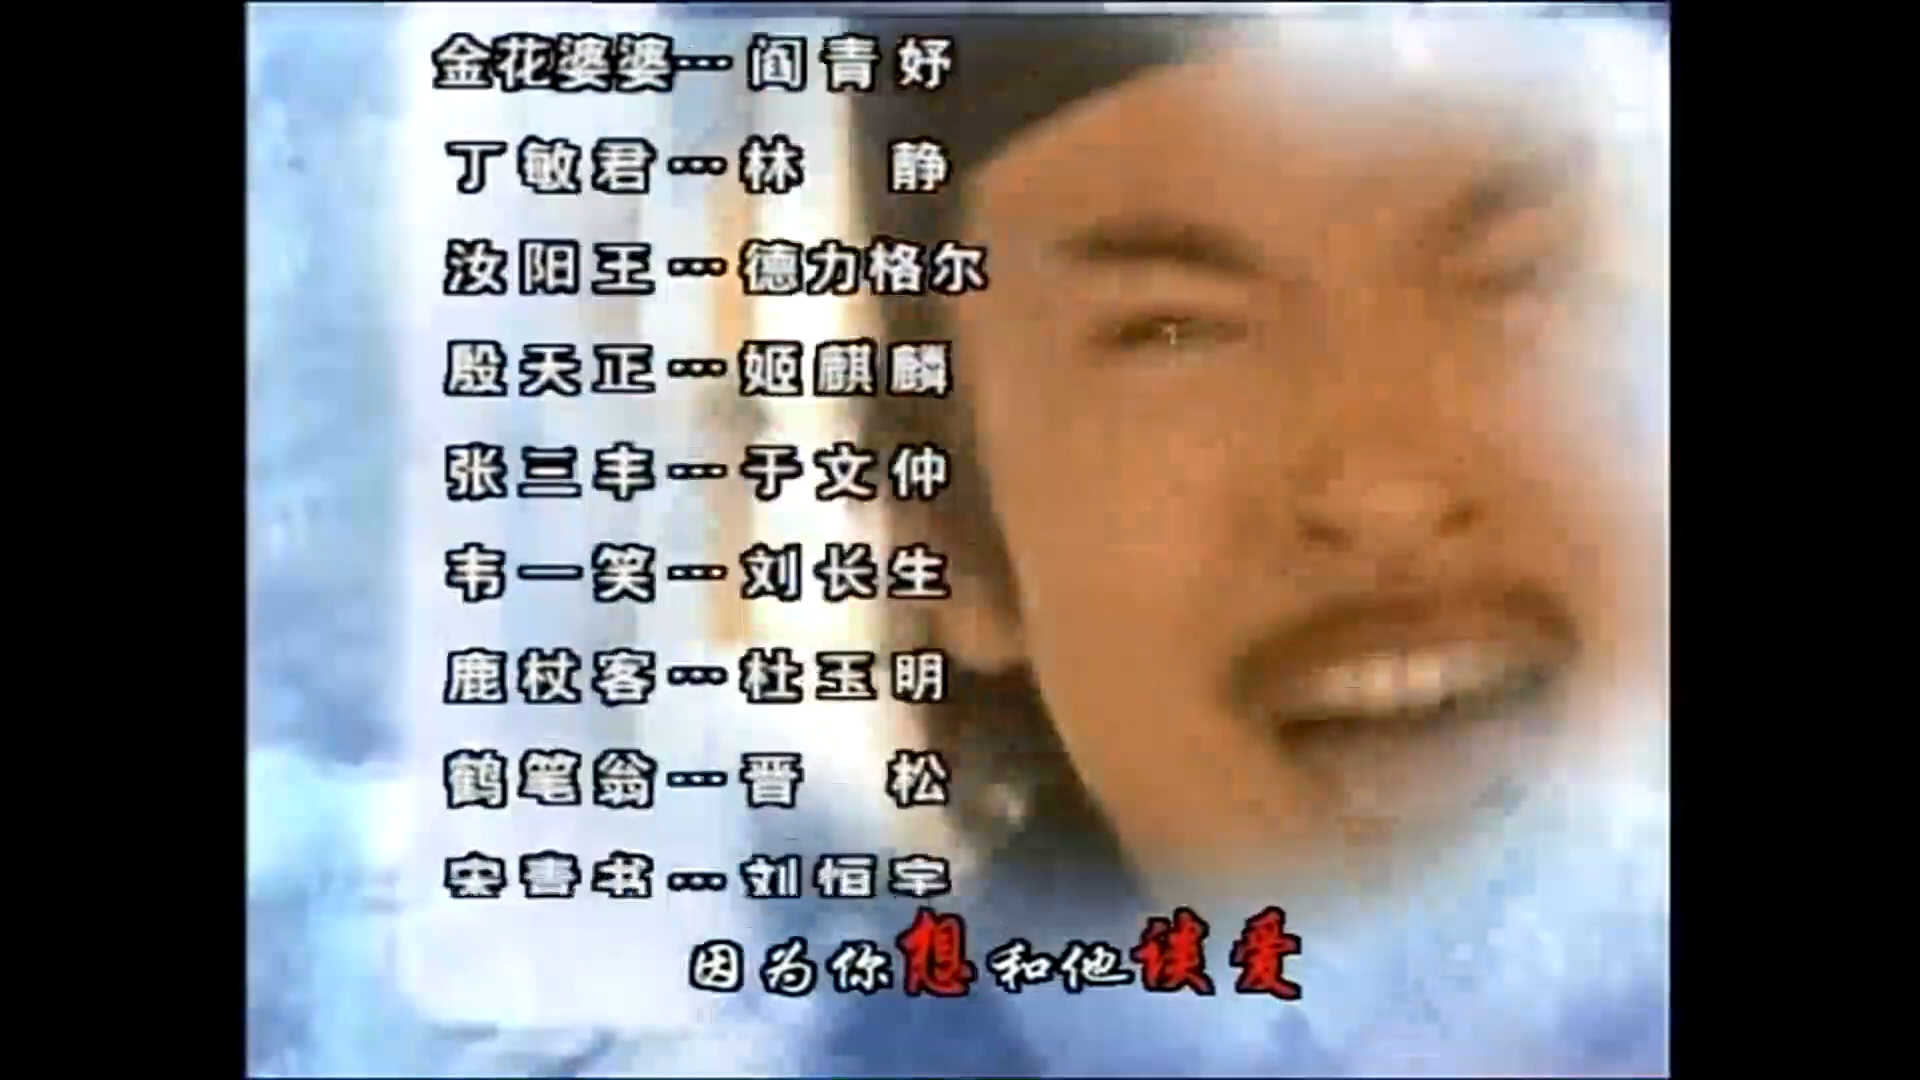 金花婆婆…阎青妤
丁敏君…林 静
汝阳王…德力格尔
殷天正…姬麒麟
张三丰…于文仲
韦一笑…刘长生
鹿杖客…杜玉明
鹤笔翁…晋 松
宋青书…刘恒宇
因为你想和他谈爱